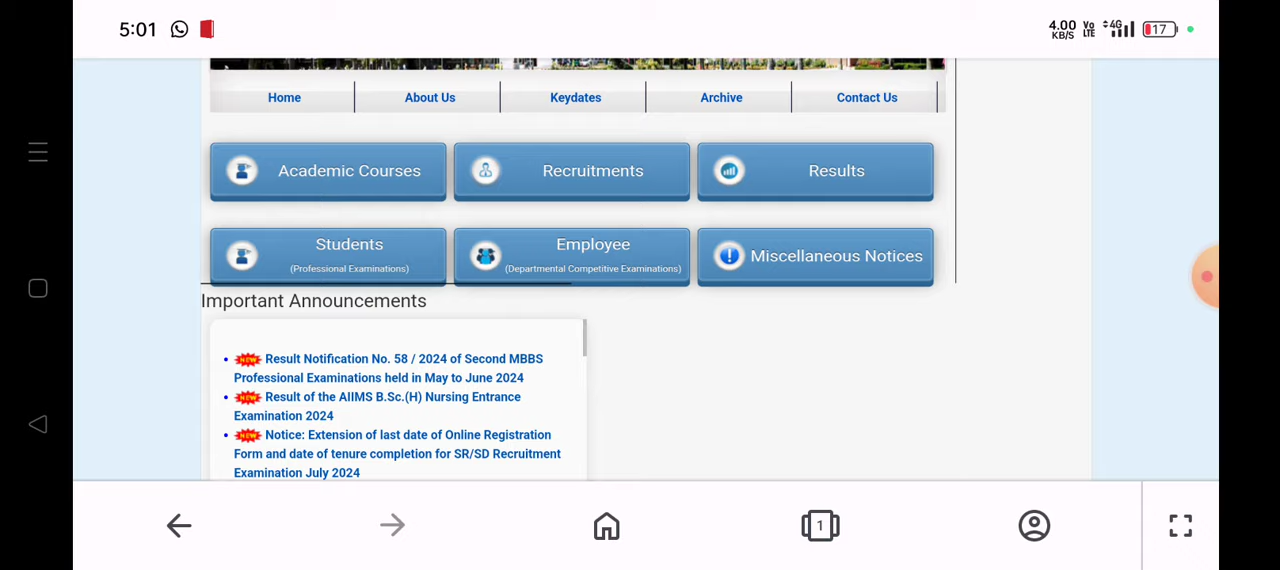 5:01
4.00 KB/S Vo LTE 4G 17
Home About Us Keydates Archive Contact Us
Academic Courses Recruitments Results
Students Employee Miscellaneous Notices
(Professional Examinations) (Departmental Competitive Examinations)
Important Announcements
NEW Result Notification No. 58 / 2024 of Second MBBS
Professional Examinations held in May to June 2024
NEW Result of the AIIMS B.Sc.(H) Nursing Entrance
Examination 2024
NEW Notice: Extension of last date of Online Registration
Form and date of tenure completion for SR/SD Recruitment
Examination July 2024
1